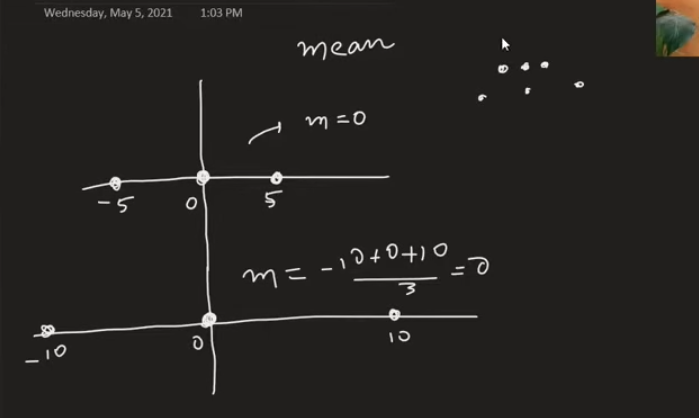 Wednesday, May 5, 2021 1:03 PM
mean
m=0
-5 0 5
m = -10+0+10 / 3 = 0
-10 0 10